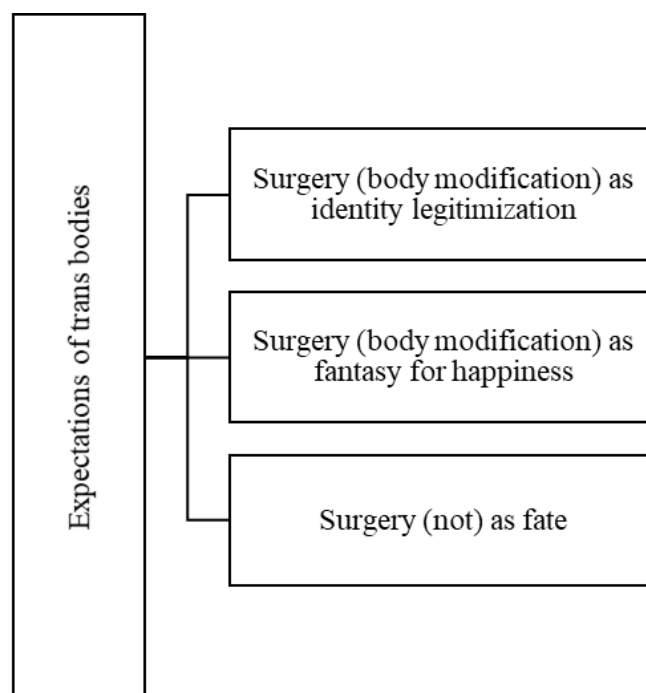 Expectations of trans bodies
Surgery (body modification) as
identity legitimization
Surgery (body modification) as
fantasy for happiness
Surgery (not) as fate